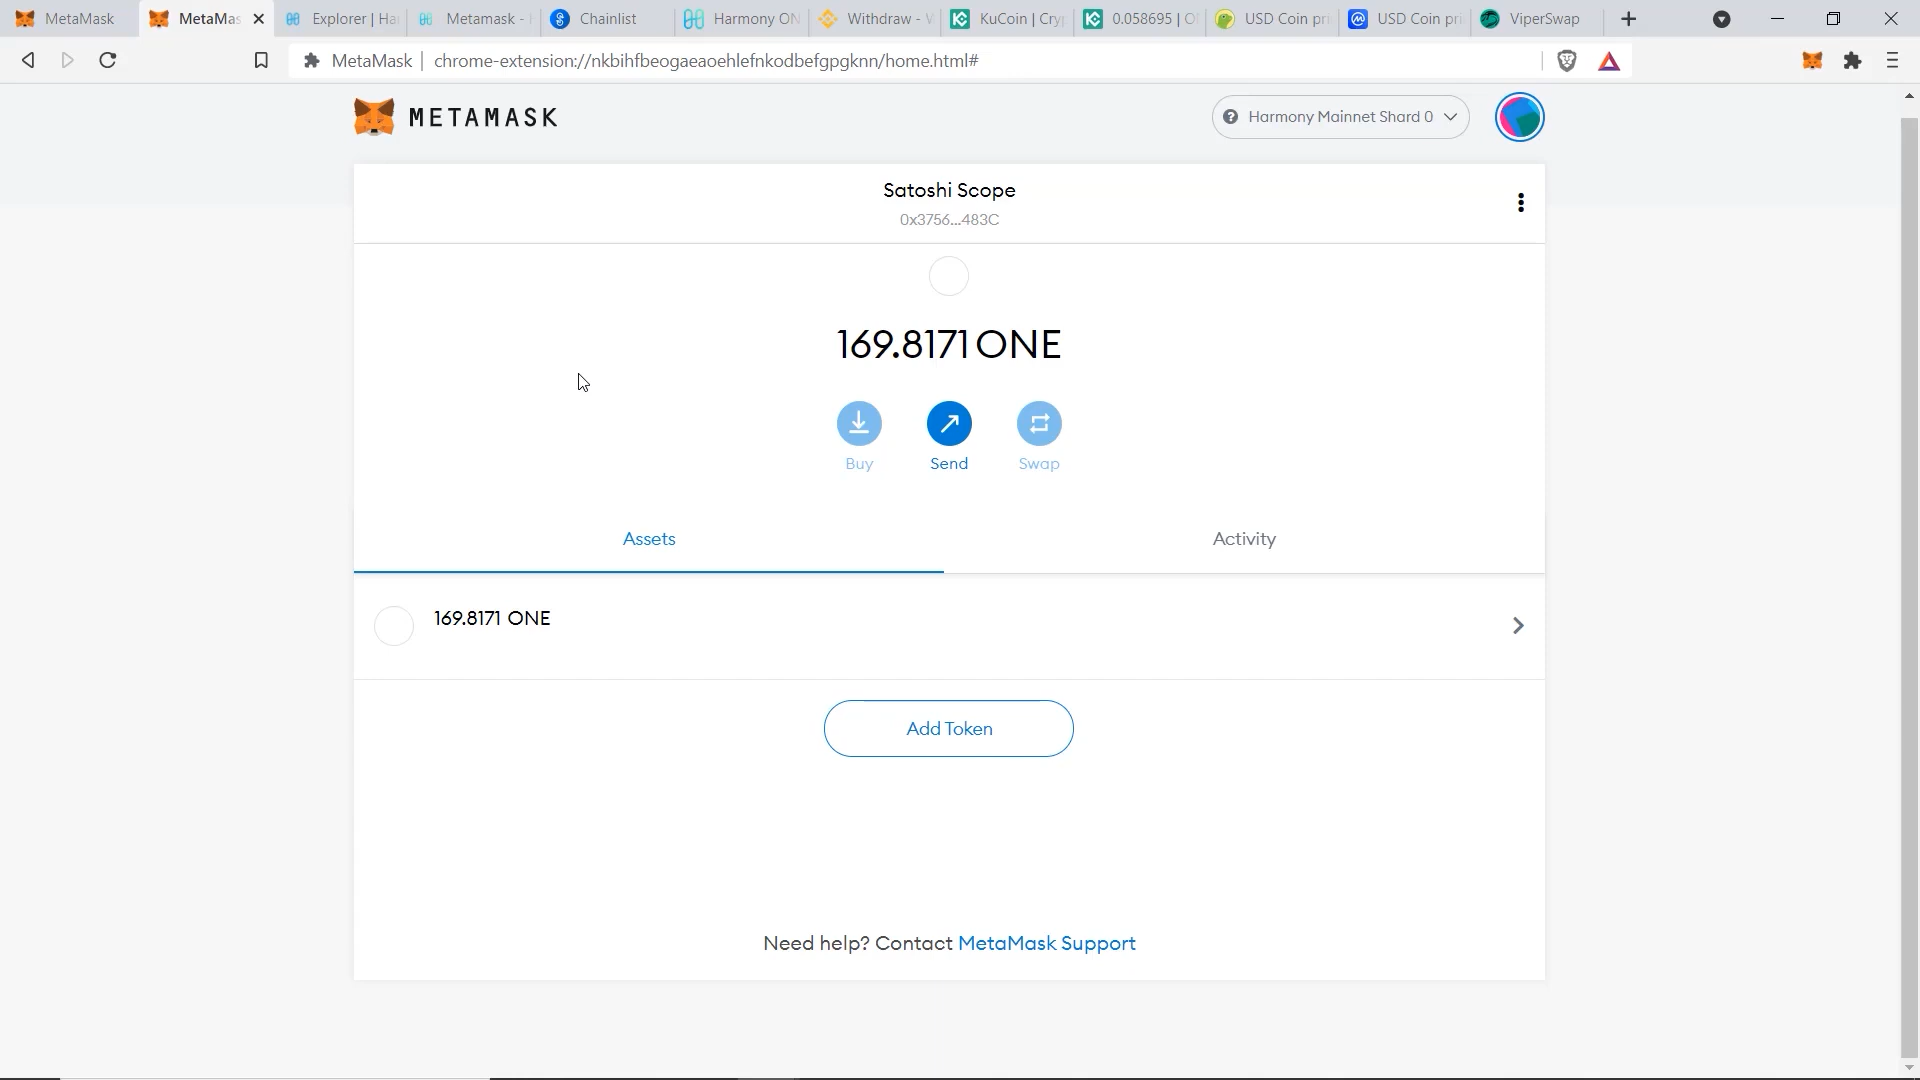 MetaMask
MetaMas
Explorer | Ha
Metamask -
Chainlist
Harmony ON
Withdraw -
KuCoin | Cryp
0.058695 | O
USD Coin pri
USD Coin pri
ViperSwap
MetaMask | chrome-extension://nkbihfbeogaeaoehlefnkodbefgpgknn/home.html#
METAMASK
Harmony Mainnet Shard 0
Satoshi Scope
0x3756...483C
169.8171 ONE
Buy
Send
Swap
Assets
Activity
169.8171 ONE
Add Token
Need help? Contact MetaMask Support